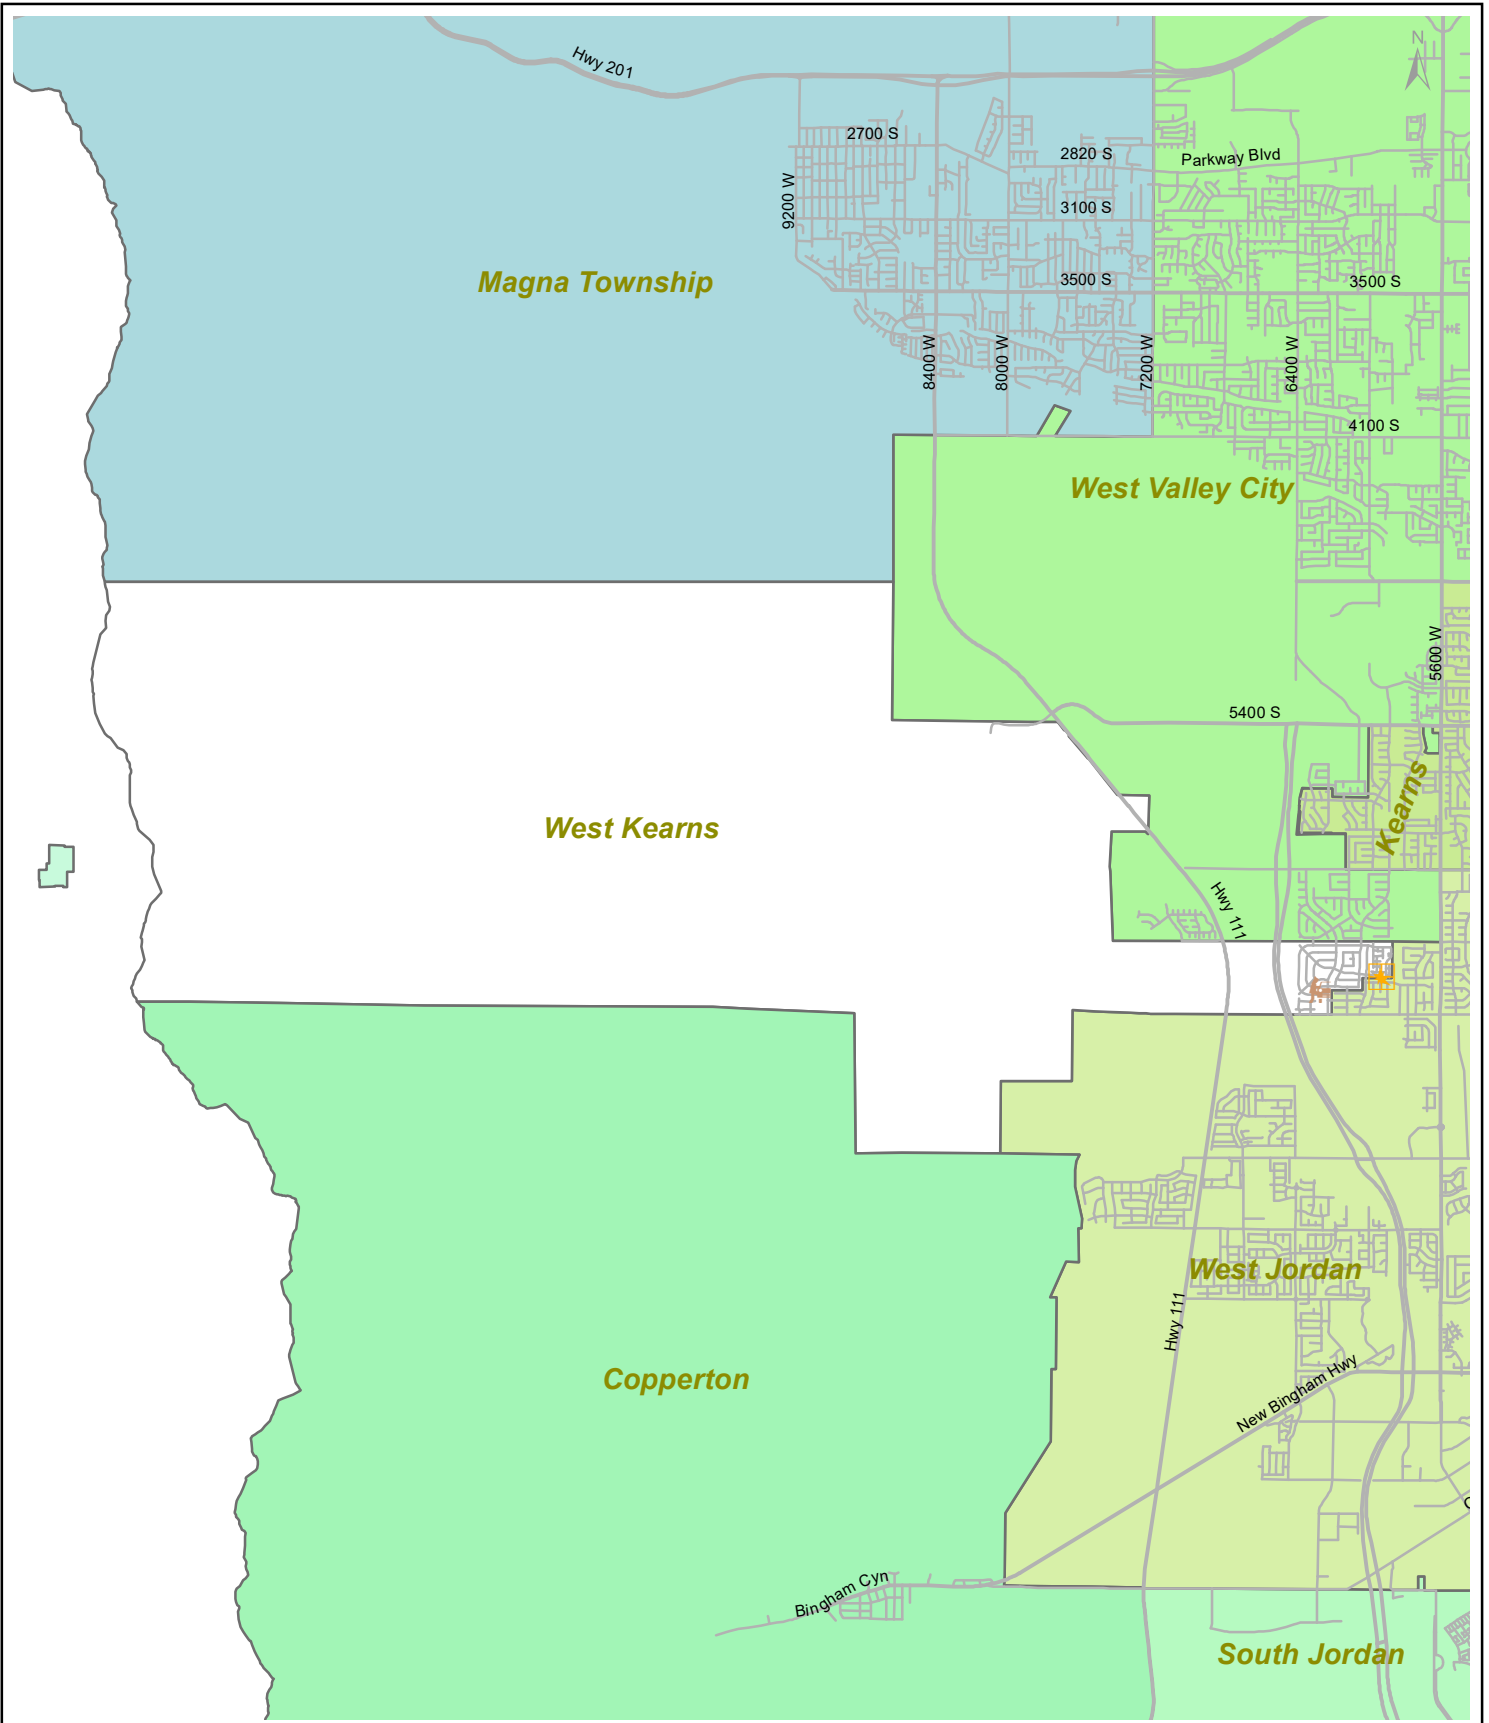 N
Hwy 201
2700 S
2820 S
Parkway Blvd
9200 W
3100 S
Magna Township
3500 S
3500 S
8400 W
8000 W
7200 W
6400 W
4100 S
West Valley City
5600 W
5400 S
Kearns
West Kearns
Hwy 111
West Jordan
Hwy 111
Copperton
New Bingham Hwy
Bingham Cyn
South Jordan